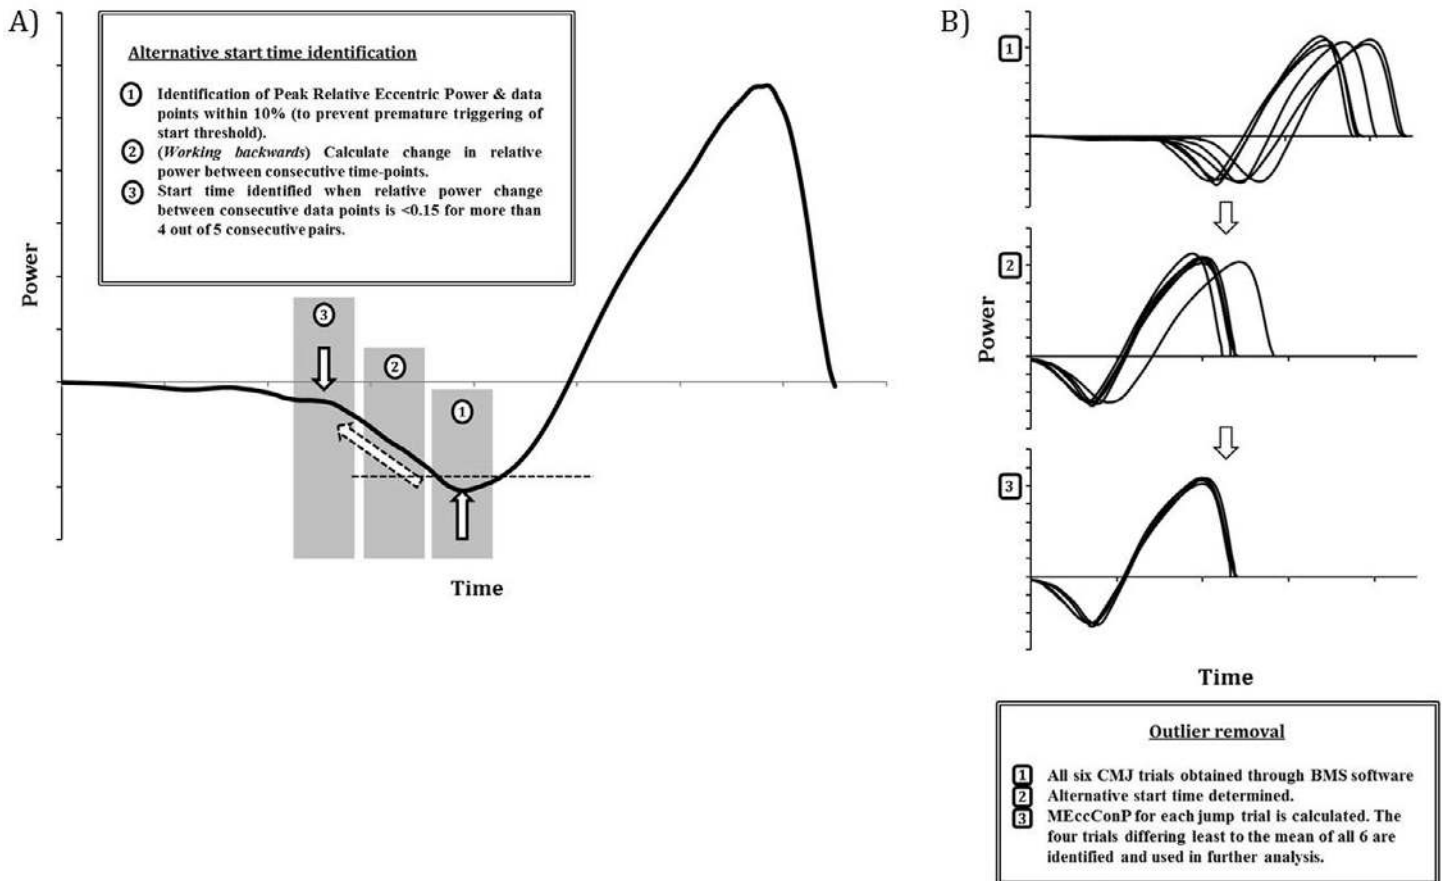 A)
Alternative start time identification
1 Identification of Peak Relative Eccentric Power & data
points within 10% (to prevent premature triggering of
start threshold).
2 (Working backwards) Calculate change in relative
power between consecutive time-points.
3 Start time identified when relative power change
between consecutive data points is <0.15 for more than
4 out of 5 consecutive pairs.
Power
3
2
1
Time
B)
1
2
3
Power
Time
Outlier removal
1 All six CMJ trials obtained through BMS software
2 Alternative start time determined.
3 MEccConP for each jump trial is calculated. The
four trials differing least to the mean of all 6 are
identified and used in further analysis.